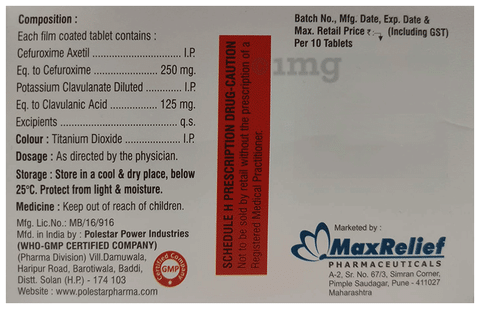 Composition :
Each film coated tablet contains :
Cefuroxime Axetil ........................ I.P.
Eq. to Cefuroxime .................. 250 mg.
Potassium Clavulanate Diluted ........... I.P.
Eq. to Clavulanic Acid ............. 125 mg.
Excipients ................................ q.s.
Colour : Titanium Dioxide ................ I.P.
Dosage : As directed by the physician.
Storage : Store in a cool & dry place, below
25°C. Protect from light & moisture.
Medicine : Keep out of reach of children.
Mfg. Lic.No.: MB/16/916
Mfd. in India by : Polestar Power Industries
(WHO-GMP CERTIFIED COMPANY)
(Pharma Division) Vill.Damuwala,
Haripur Road, Barotiwala, Baddi,
Distt. Solan (H.P.) - 174 103
Website : www.polestarpharma.com
Certified Company
GMP
SCHEDULE H PRESCRIPTION DRUG-CAUTION
Not to be sold by retail without the prescription of a
Registered Medical Practitioner.
Batch No., Mfg. Date, Exp. Date &
Max. Retail Price ₹ : (Including GST)
Per 10 Tablets
1mg
Marketed by :
MaxRelief
PHARMACEUTICALS
A-2, Sr. No. 67/3, Simran Corner,
Pimple Saudagar, Pune - 411027
Maharashtra